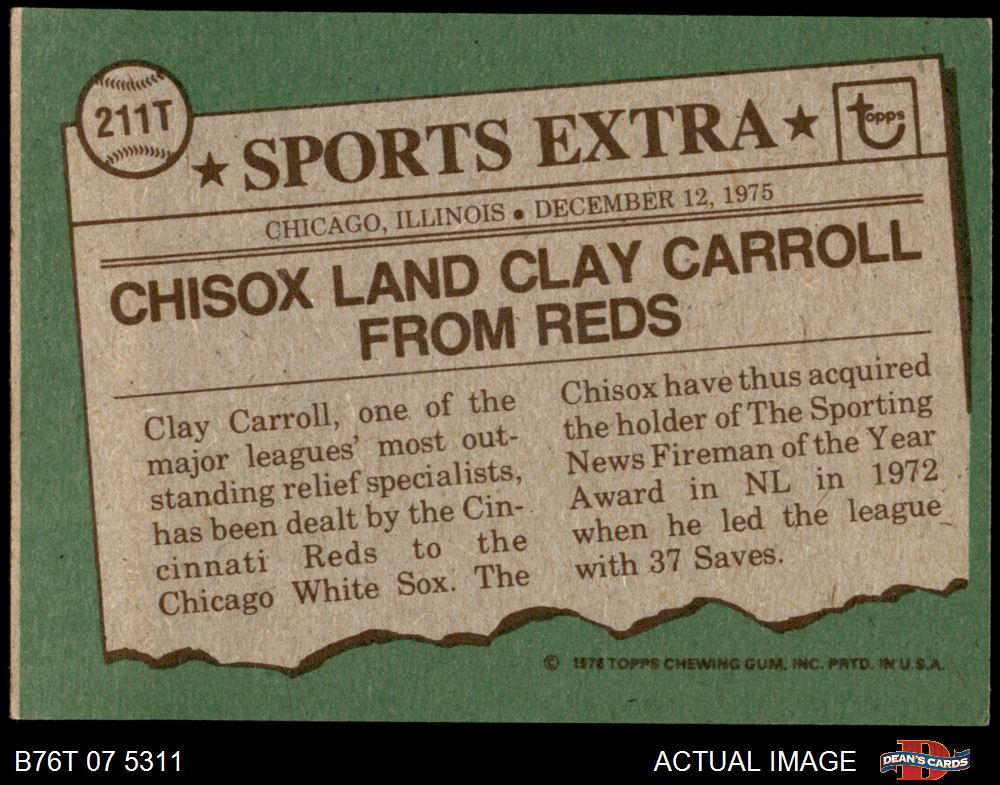 211T
★ SPORTS EXTRA ★
topps
CHICAGO, ILLINOIS • DECEMBER 12, 1975
CHISOX LAND CLAY CARROLL
FROM REDS
Clay Carroll, one of the
major leagues' most out-
standing relief specialists,
has been dealt by the Cin-
cinnati Reds to the
Chicago White Sox. The
Chisox have thus acquired
the holder of The Sporting
News Fireman of the Year
Award in NL in 1972
when he led the league
with 37 Saves.
© 1976 TOPPS CHEWING GUM, INC. PRTD. IN U.S.A.
B76T 07 5311
ACTUAL IMAGE
DEAN'S CARDS